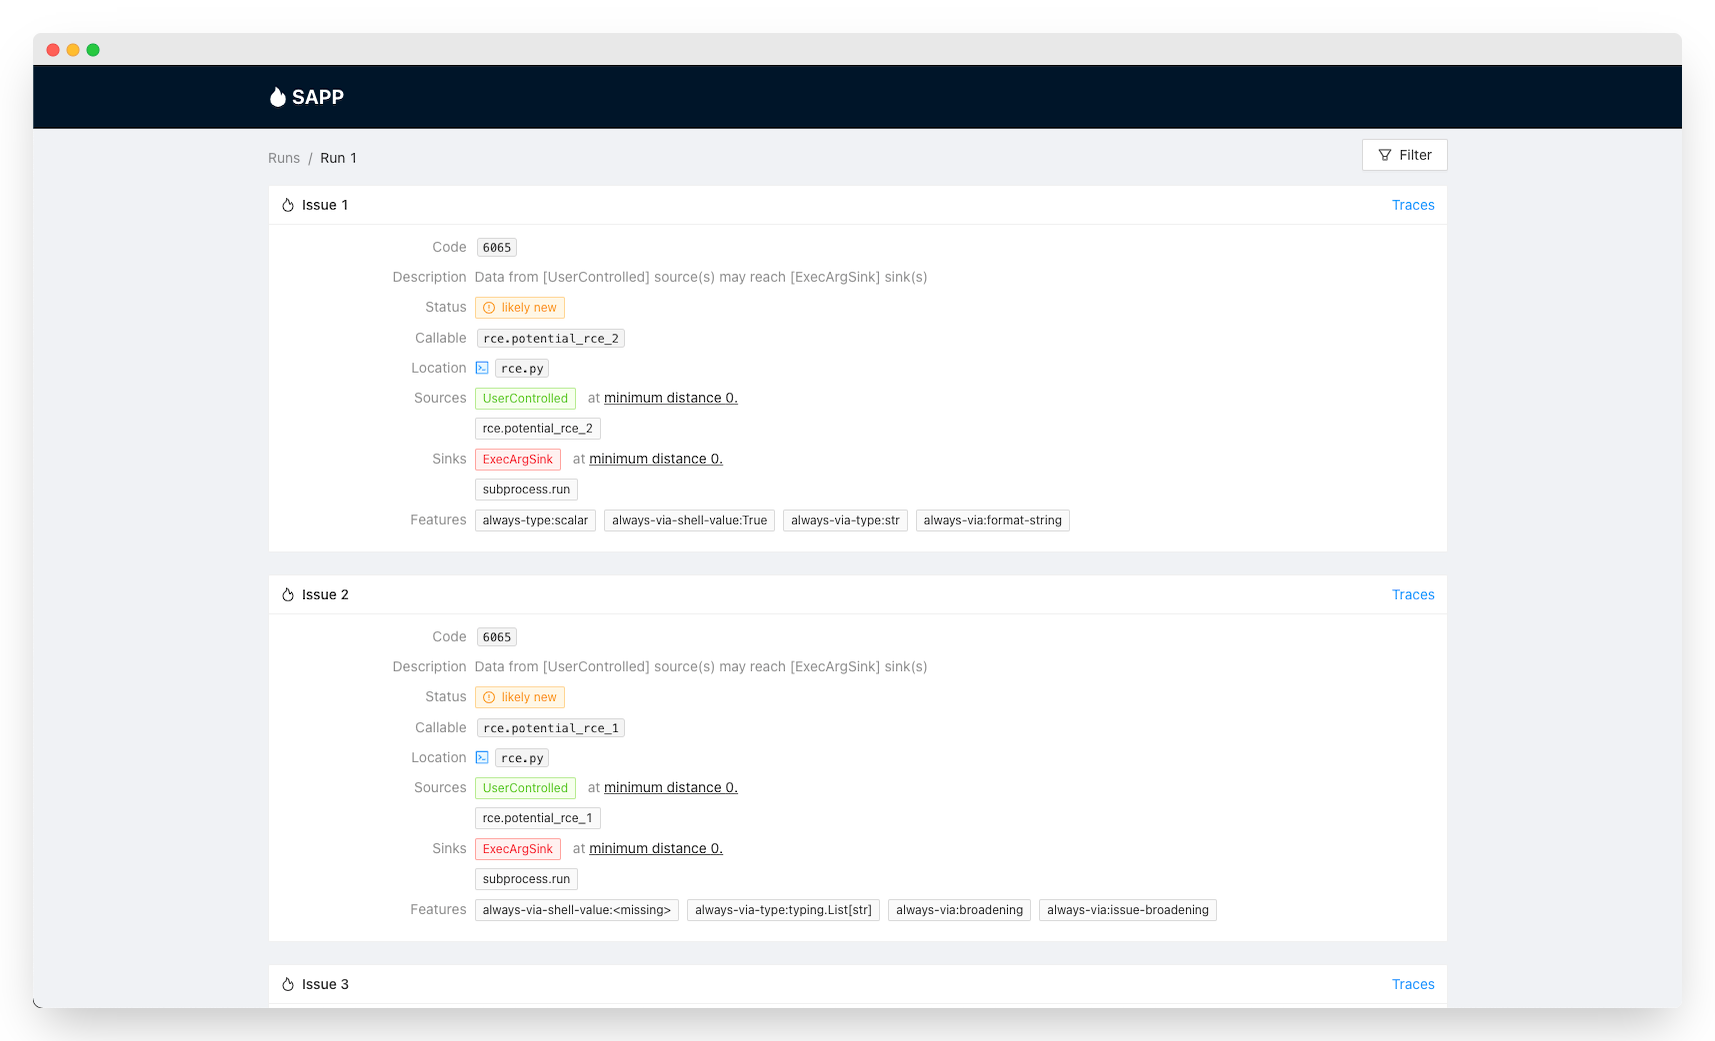 SAPP
Runs / Run 1
Filter
Issue 1
Traces
Code 6065
Description Data from [UserControlled] source(s) may reach [ExecArgSink] sink(s)
Status likely new
Callable rce.potential_rce_2
Location rce.py
Sources UserControlled at minimum distance 0.
rce.potential_rce_2
Sinks ExecArgSink at minimum distance 0.
subprocess.run
Features always-type:scalar always-via-shell-value:True always-via-type:str always-via:format-string
Issue 2
Traces
Code 6065
Description Data from [UserControlled] source(s) may reach [ExecArgSink] sink(s)
Status likely new
Callable rce.potential_rce_1
Location rce.py
Sources UserControlled at minimum distance 0.
rce.potential_rce_1
Sinks ExecArgSink at minimum distance 0.
subprocess.run
Features always-via-shell-value:<missing> always-via-type:typing.List[str] always-via:broadening always-via:issue-broadening
Issue 3
Traces